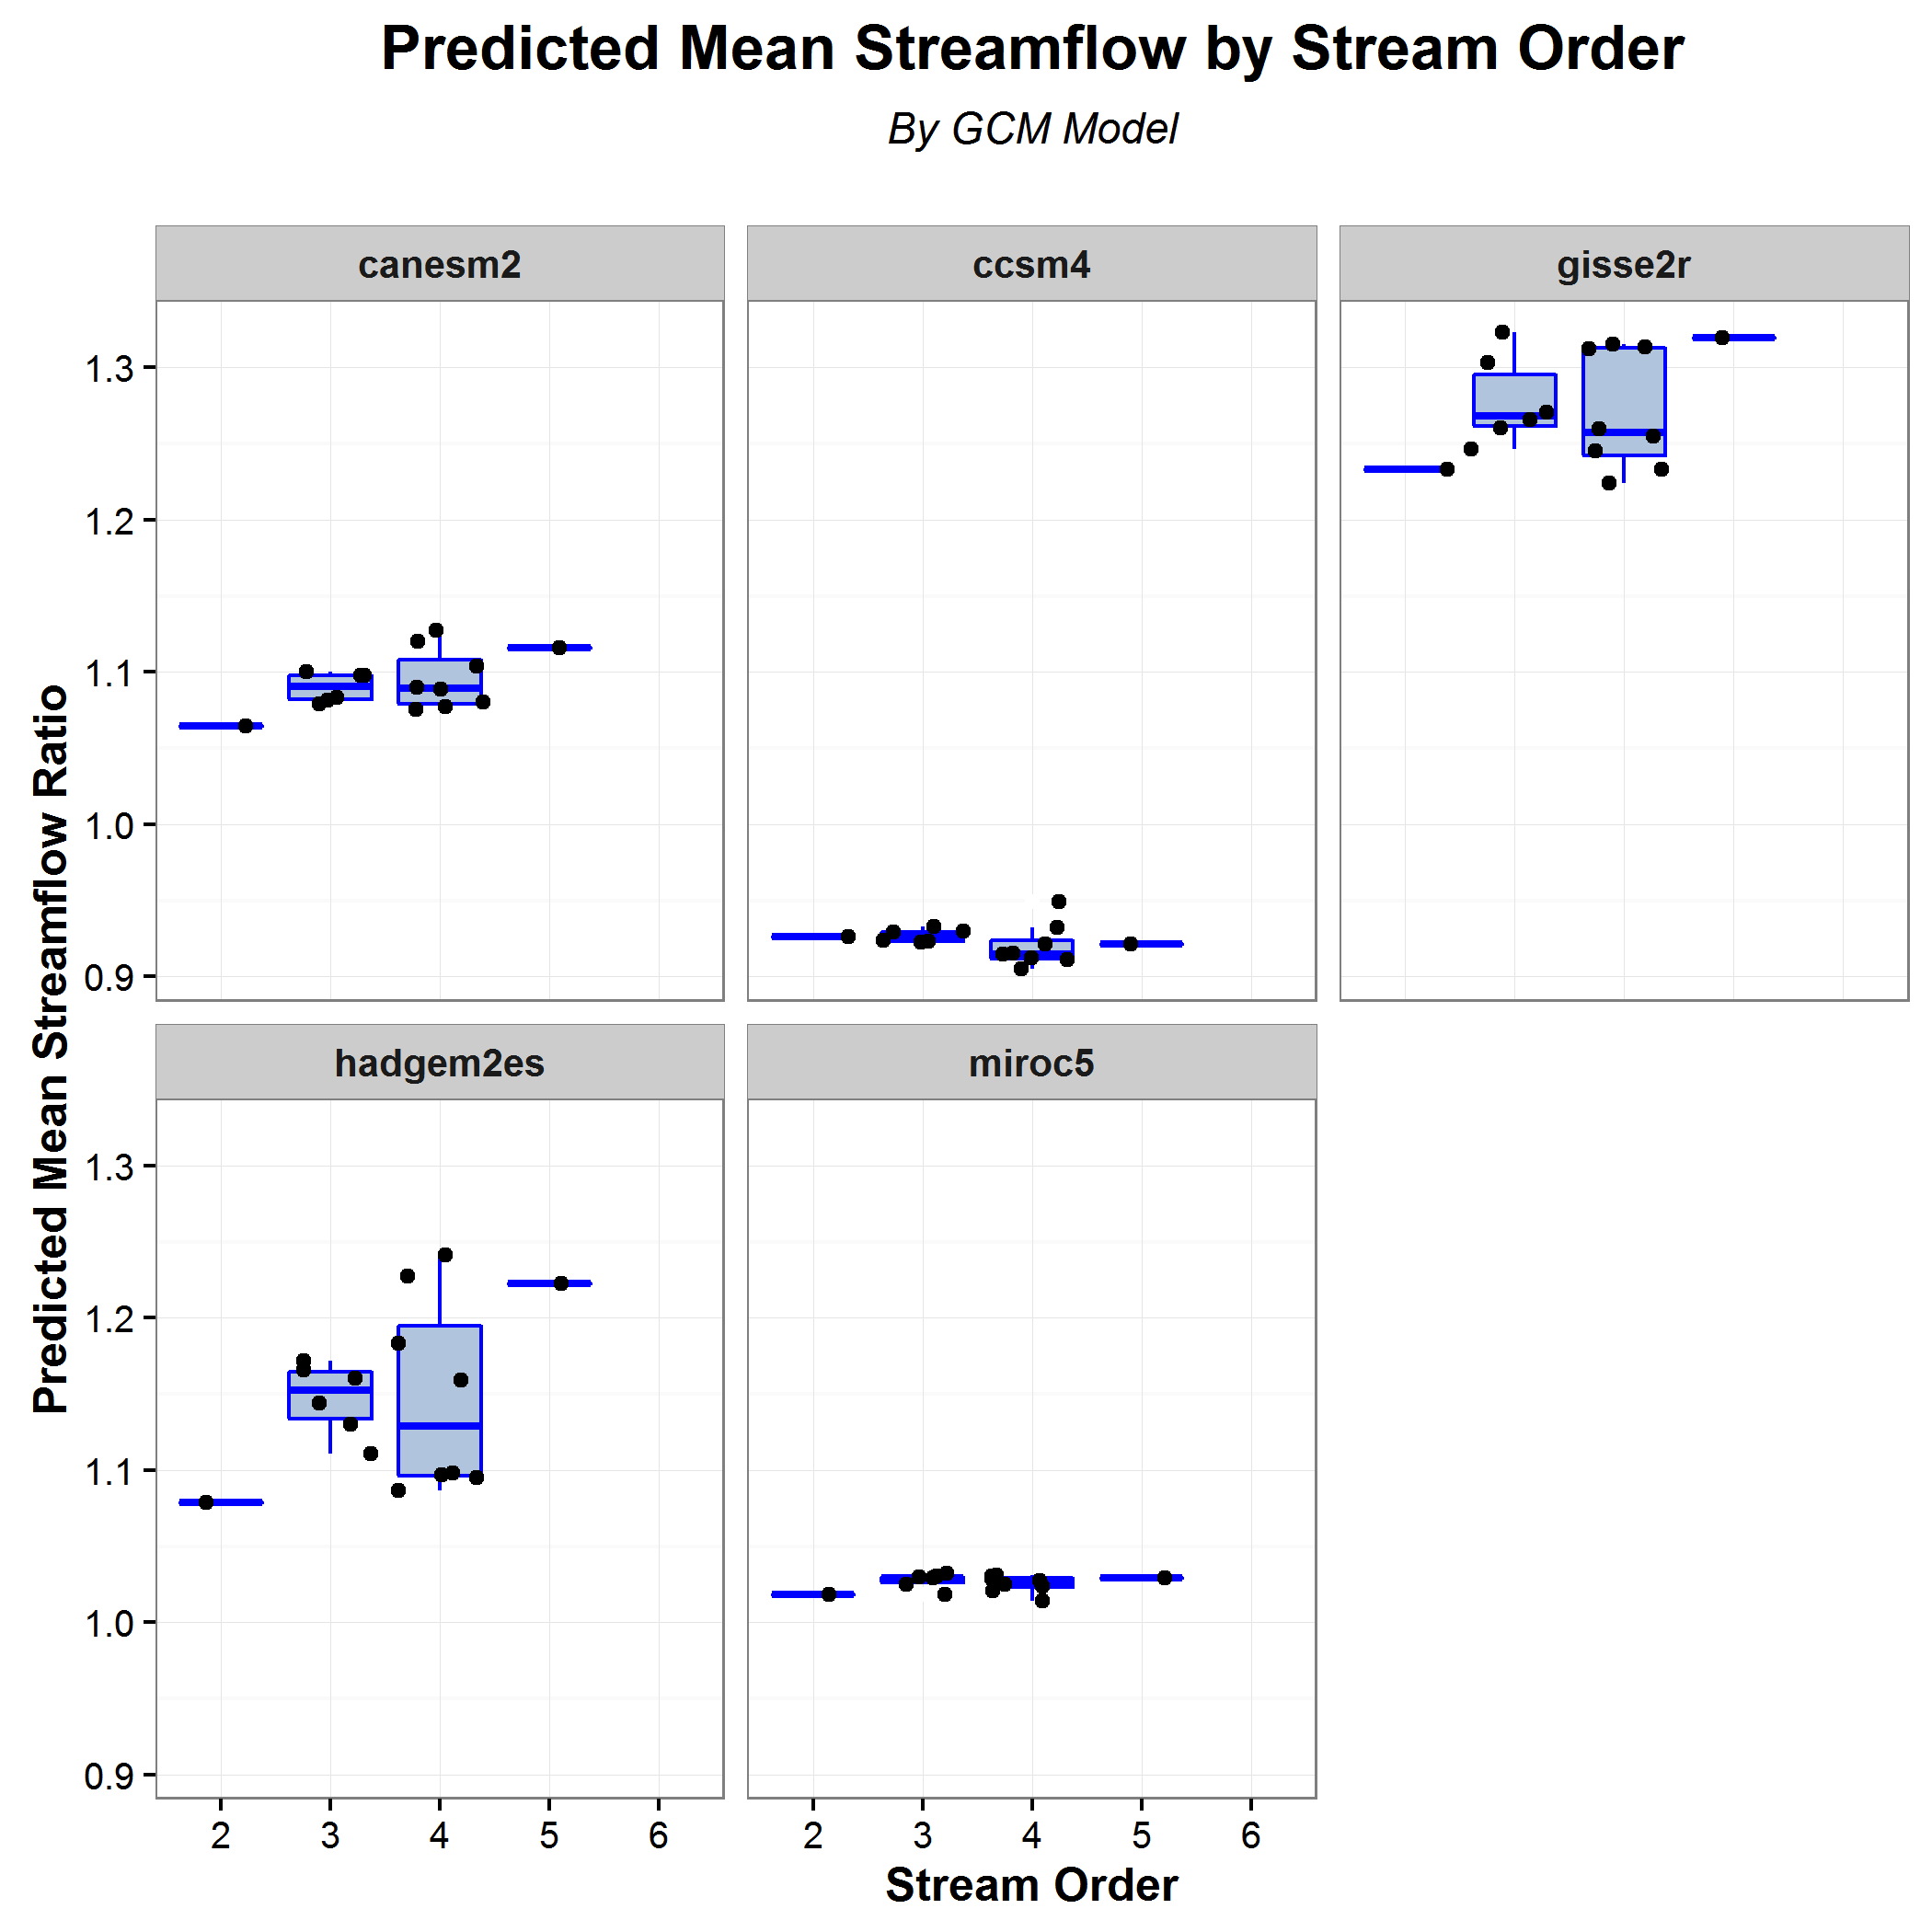 Predicted Mean Streamflow by Stream Order
By GCM Model
canesm2
ccsm4
gisse2r
1.3
1.2
1.1
1.0
0.9
Predicted Mean Streamflow Ratio
hadgem2es
miroc5
1.3
1.2
1.1
1.0
0.9
2 3 4 5 6
2 3 4 5 6
Stream Order